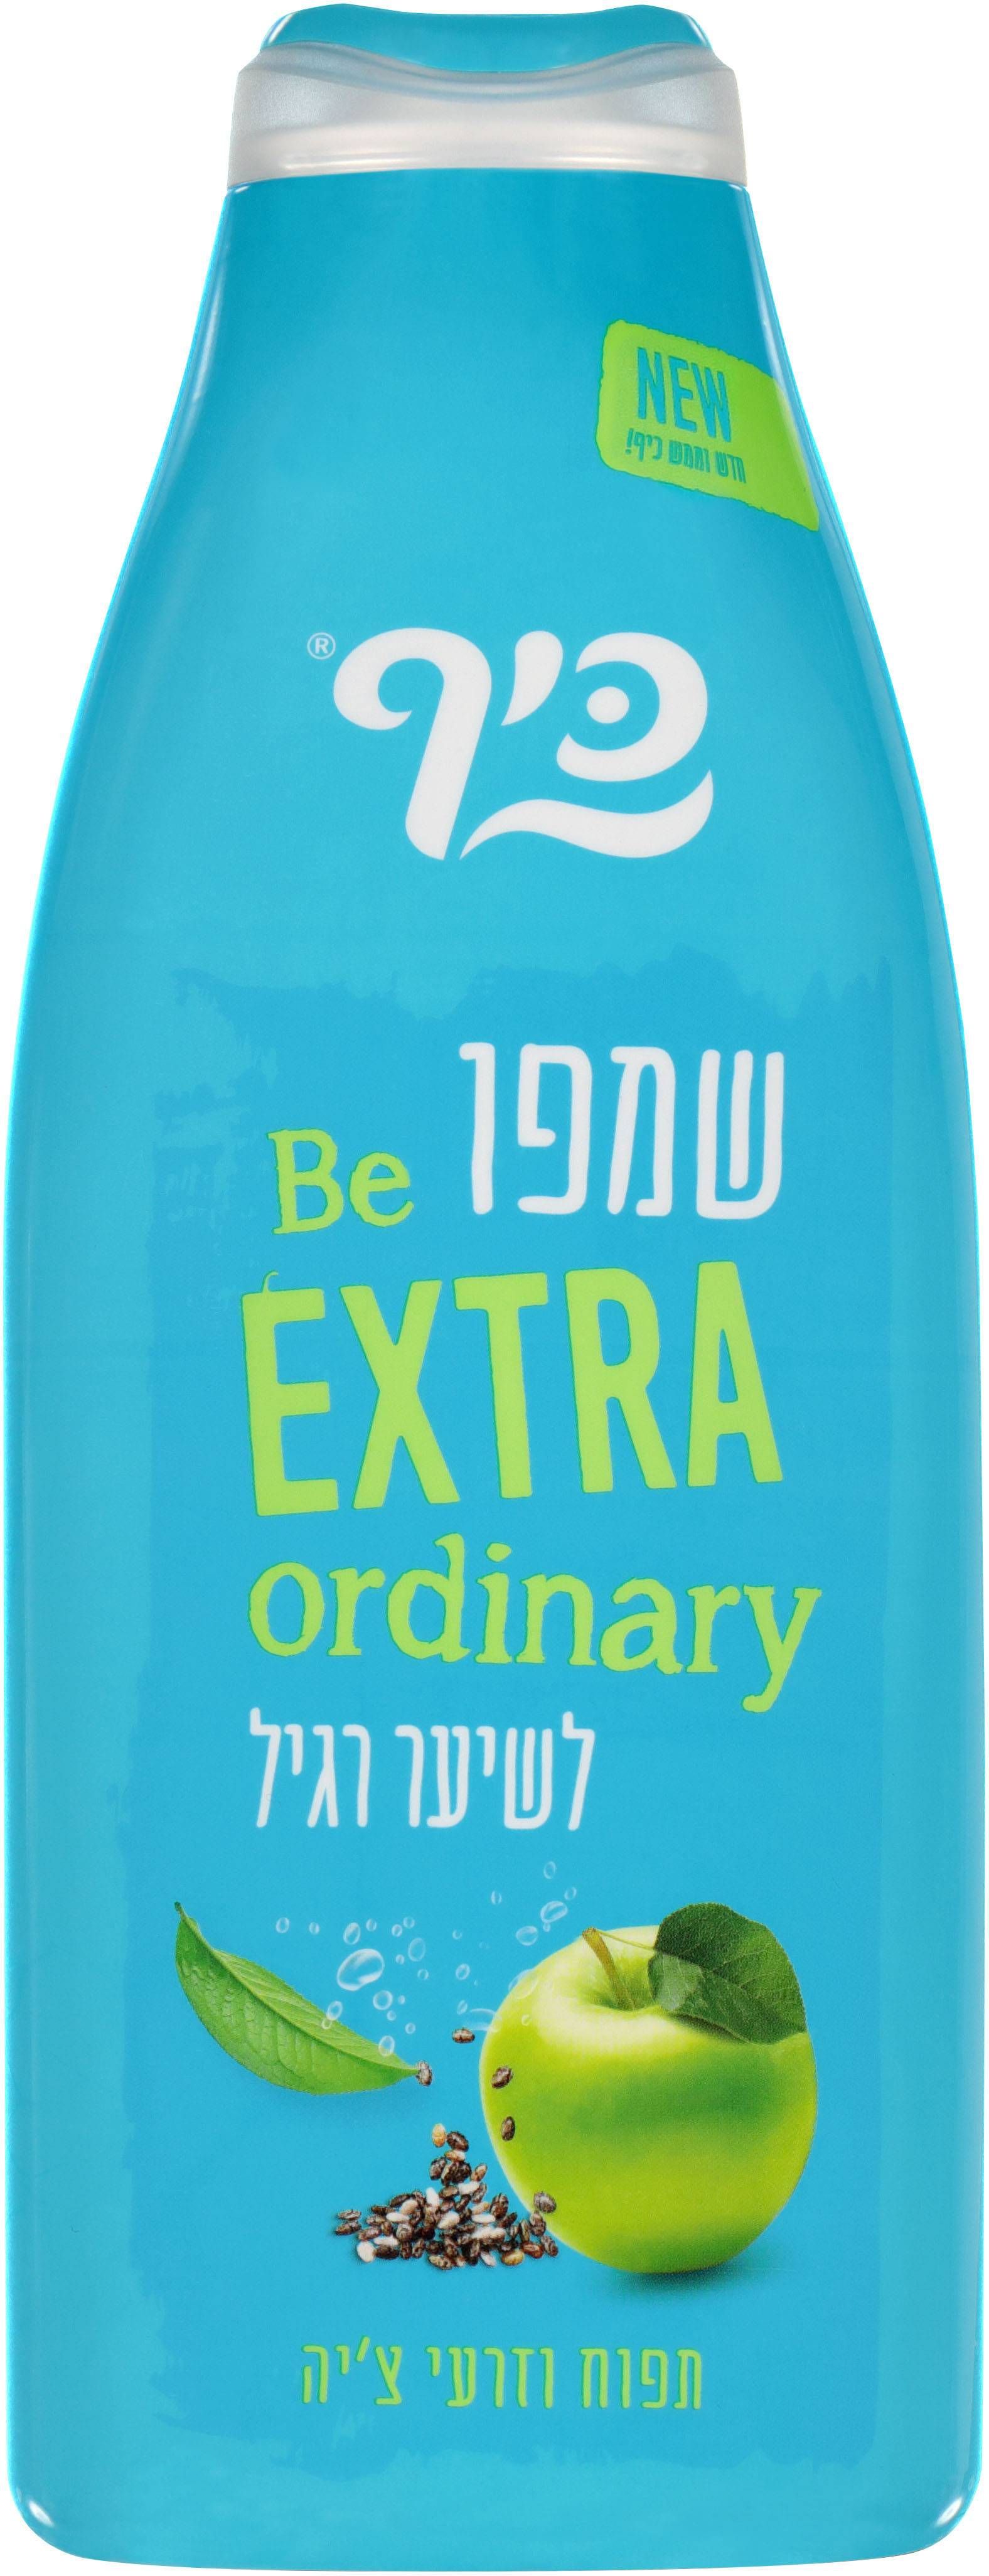 NEW
חדש וממש כיף!
כיף®
שמפו
Be
EXTRA
ordinary
לשיער רגיל
תפוח וזרעי צ'יה